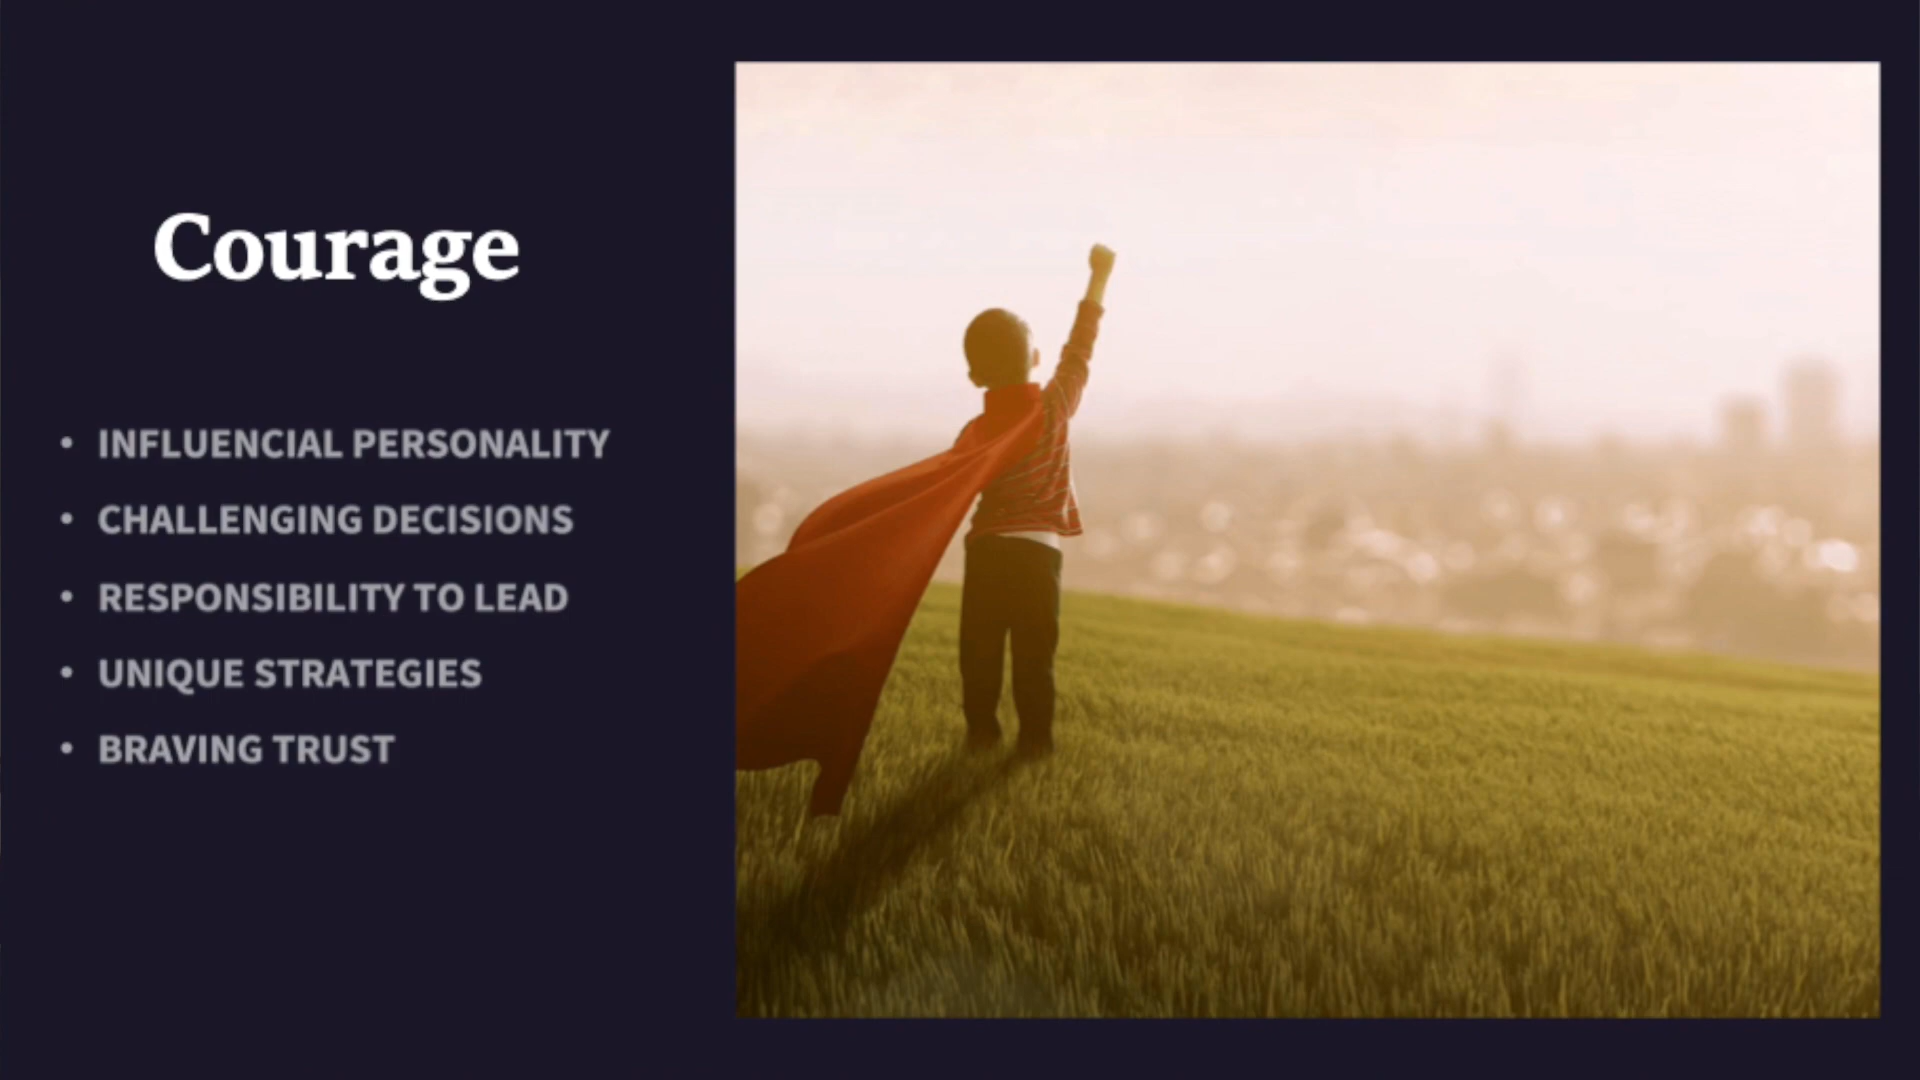 Courage
• INFLUENCIAL PERSONALITY
• CHALLENGING DECISIONS
• RESPONSIBILITY TO LEAD
• UNIQUE STRATEGIES
• BRAVING TRUST